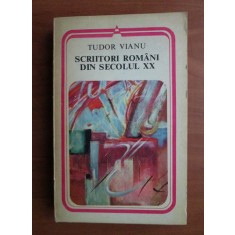 TUDOR VIANU
SCRIITORI ROMÂNI
DIN SECOLUL XX